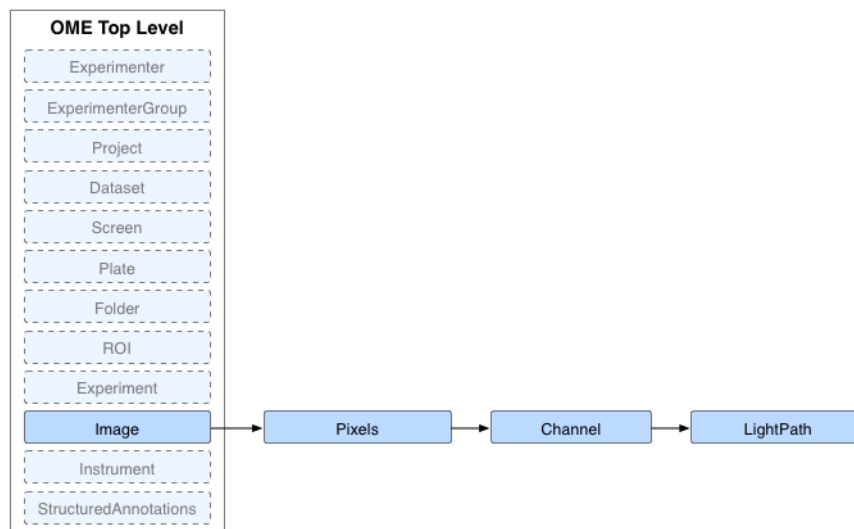 OME Top Level
Experimenter
ExperimenterGroup
Project
Dataset
Screen
Plate
Folder
ROI
Experiment
Image
Pixels
Channel
LightPath
Instrument
StructuredAnnotations